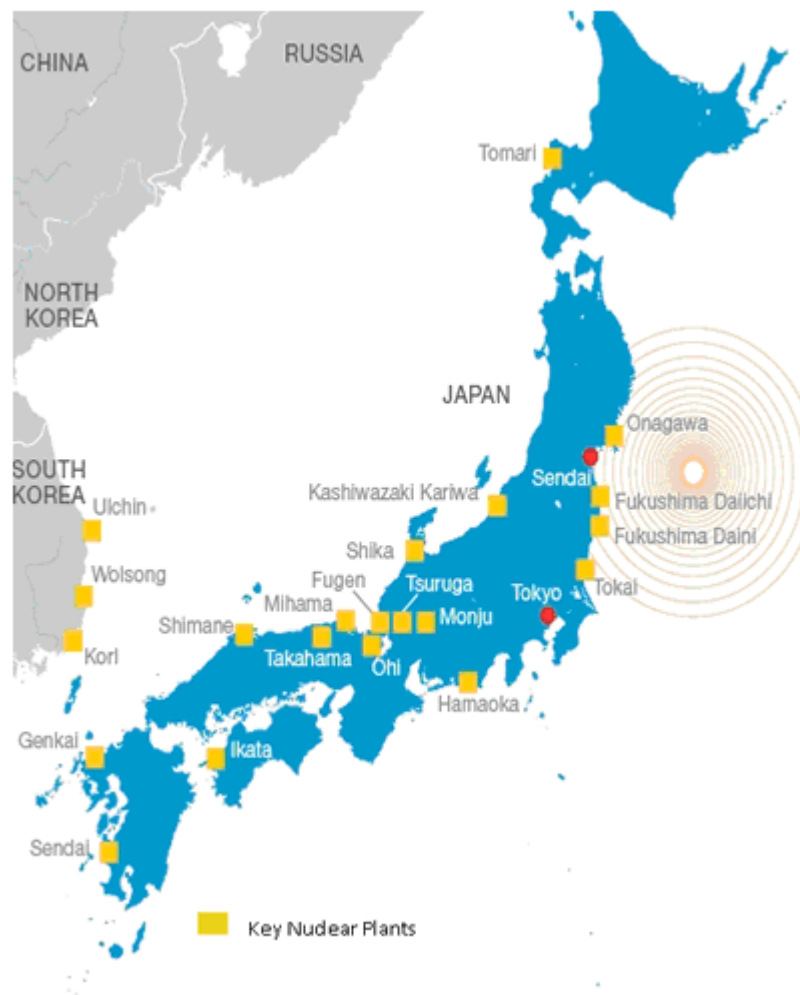 CHINA
RUSSIA
Tomari
NORTH
KOREA
JAPAN
Onagawa
SOUTH
KOREA
Sendai
Kashiwazaki Kariwa
Fukushima Daiichi
Ulchin
Fukushima Daini
Shika
Wolsong
Fugen
Tsuruga
Tokyo
Tokai
Mihama
Monju
Shimane
Takahama
Ohi
Kori
Hamaoka
Genkai
Ikata
Sendai
Key Nudear Plants